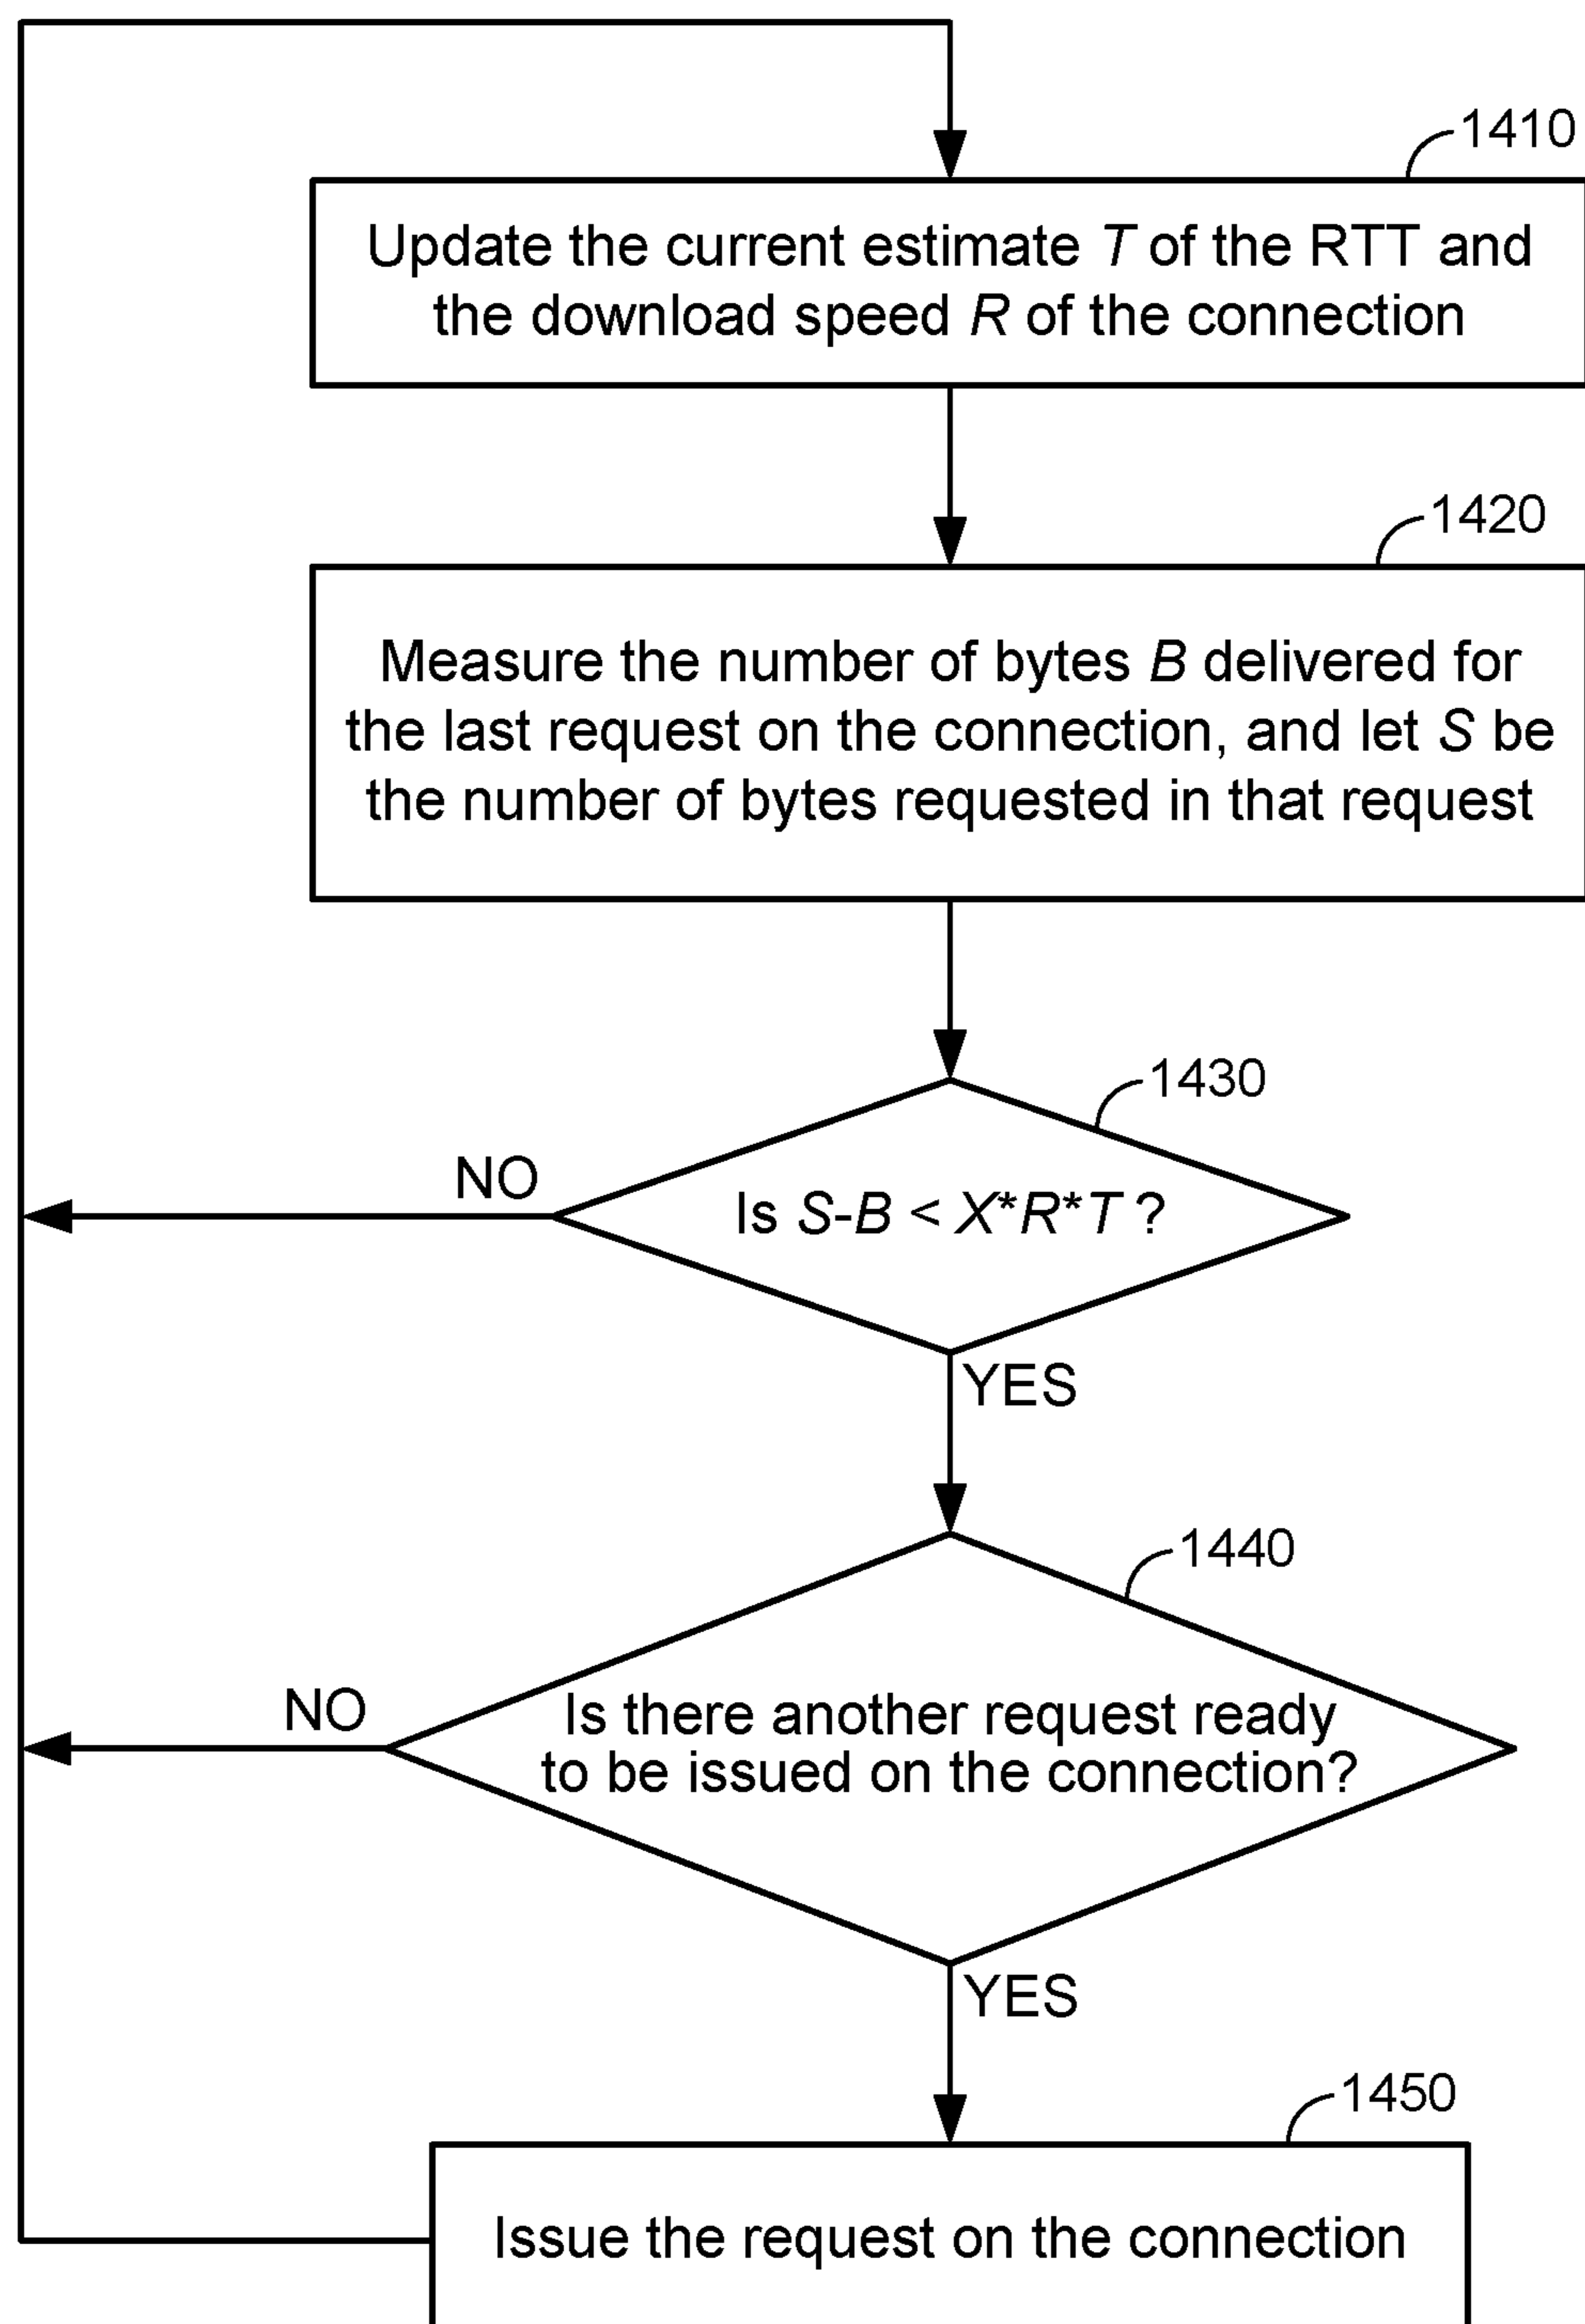 1410
Update the current estimate T of the RTT and
the download speed R of the connection
1420
Measure the number of bytes B delivered for
the last request on the connection, and let S be
the number of bytes requested in that request
1430
NO
Is S-B < X*R*T ?
YES
1440
NO
Is there another request ready
to be issued on the connection?
YES
1450
Issue the request on the connection